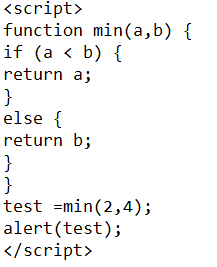 <script>
function min(a,b) {
if (a < b) {
return a;
}
else {
return b;
}
}
test =min(2,4);
alert(test);
</script>